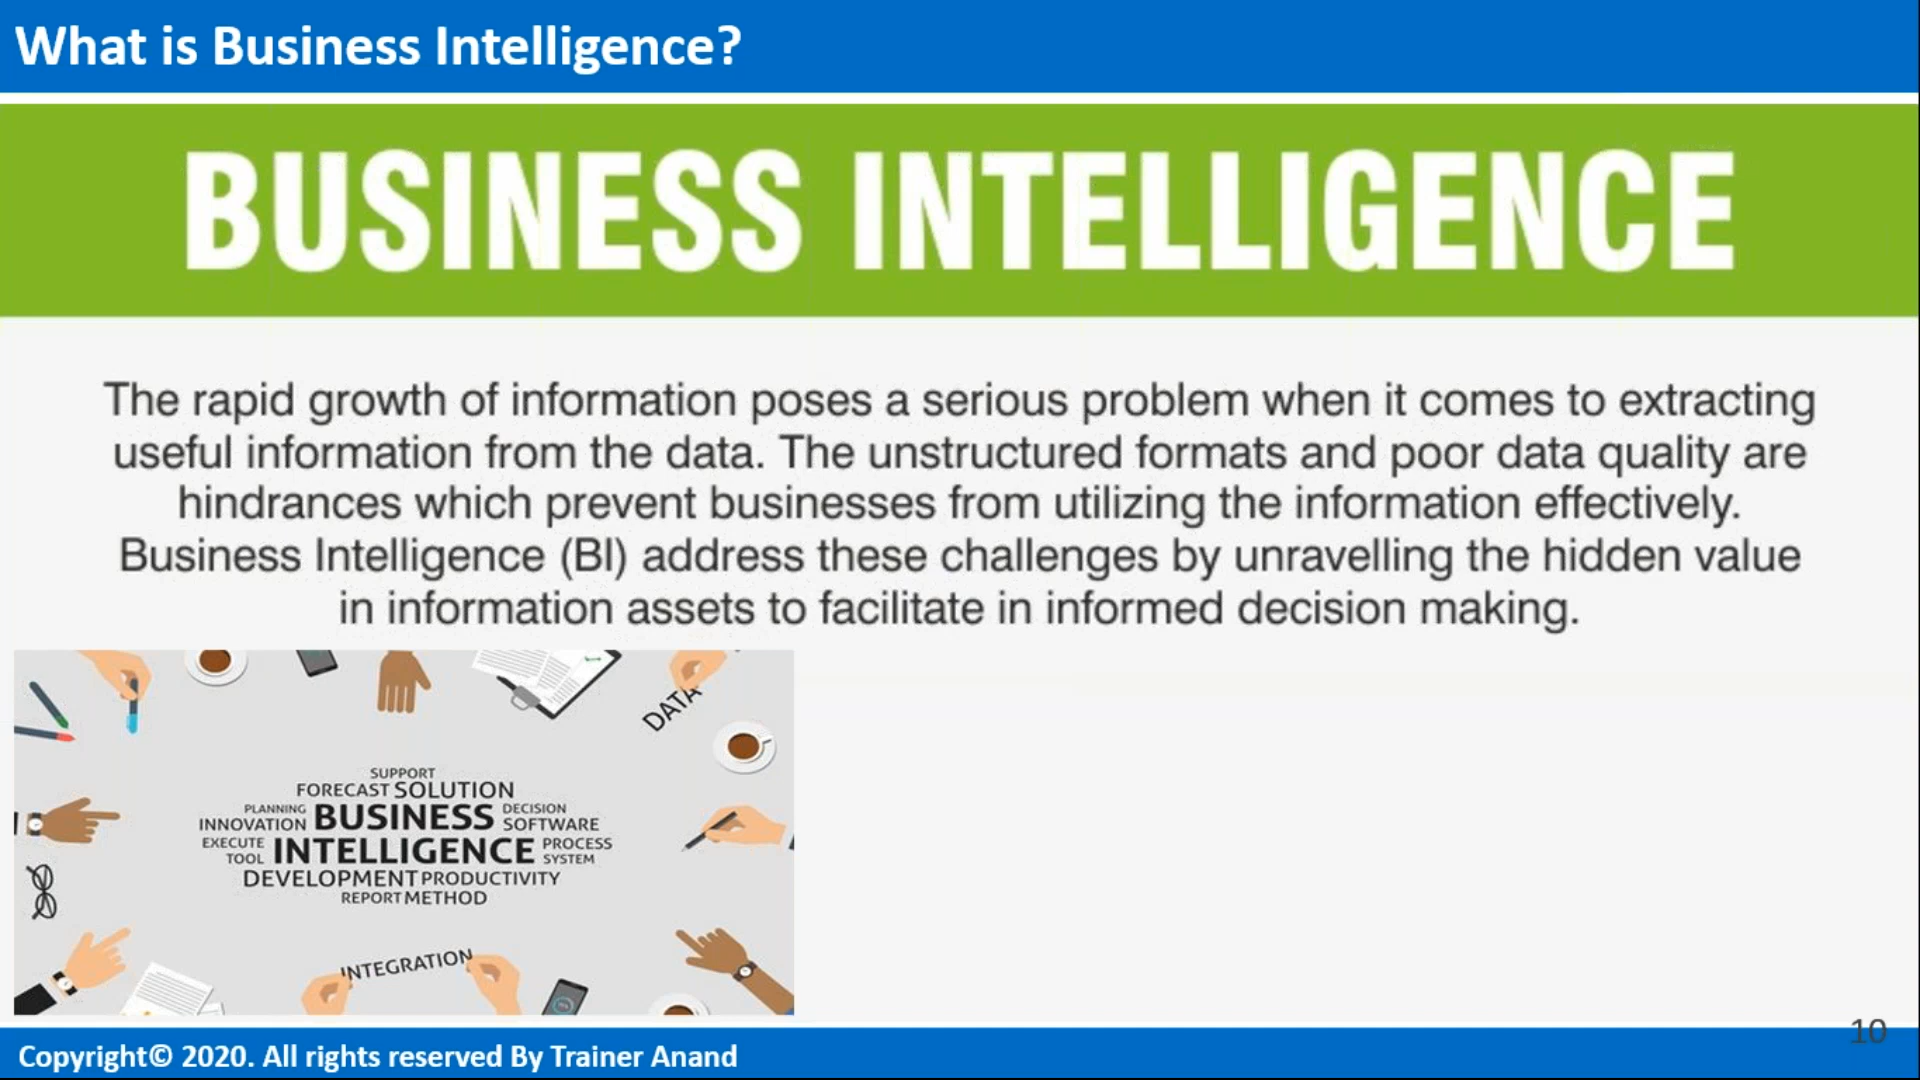 What is Business Intelligence?
BUSINESS INTELLIGENCE
The rapid growth of information poses a serious problem when it comes to extracting
useful information from the data. The unstructured formats and poor data quality are
hindrances which prevent businesses from utilizing the information effectively.
Business Intelligence (BI) address these challenges by unravelling the hidden value
in information assets to facilitate in informed decision making.
DATA
SUPPORT
FORECAST SOLUTION
PLANNING BUSINESS DECISION
INNOVATION SOFTWARE
EXECUTE INTELLIGENCE PROCESS
TOOL SYSTEM
DEVELOPMENT PRODUCTIVITY
REPORT METHOD
INTEGRATION
10
Copyright© 2020. All rights reserved By Trainer Anand